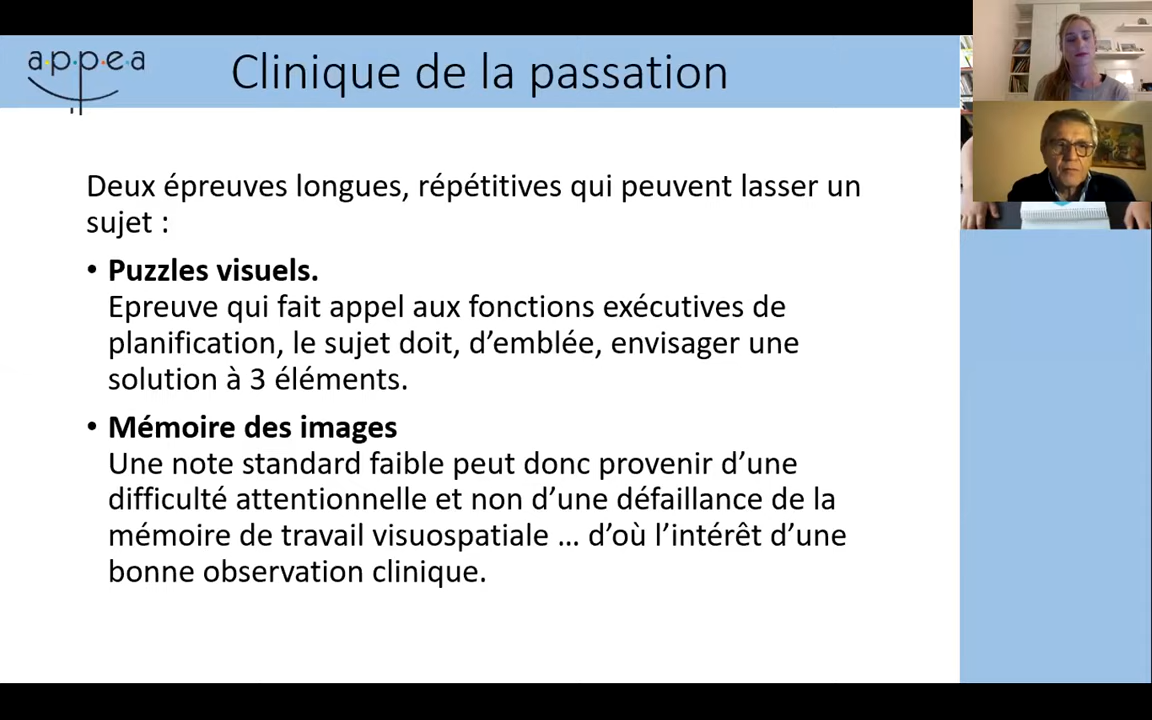 appea
Clinique de la passation
Deux épreuves longues, répétitives qui peuvent lasser un
sujet :
• Puzzles visuels.
Epreuve qui fait appel aux fonctions exécutives de
planification, le sujet doit, d’emblée, envisager une
solution à 3 éléments.
• Mémoire des images
Une note standard faible peut donc provenir d’une
difficulté attentionnelle et non d’une défaillance de la
mémoire de travail visuospatiale … d’où l’intérêt d’une
bonne observation clinique.